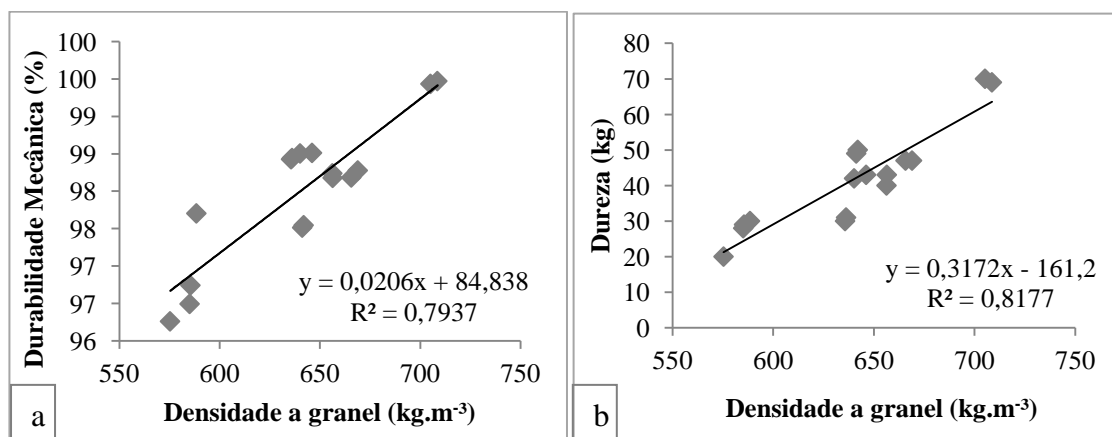 100
100
99
99
98
98
97
97
96
Durabilidade Mecânica (%)
y = 0,0206x + 84,838
R² = 0,7937
550 600 650 700 750
Densidade a granel (kg.m⁻³)
a
80
70
60
50
40
30
20
10
0
Dureza (kg)
y = 0,3172x - 161,2
R² = 0,8177
550 600 650 700 750
Densidade a granel (kg.m⁻³)
b